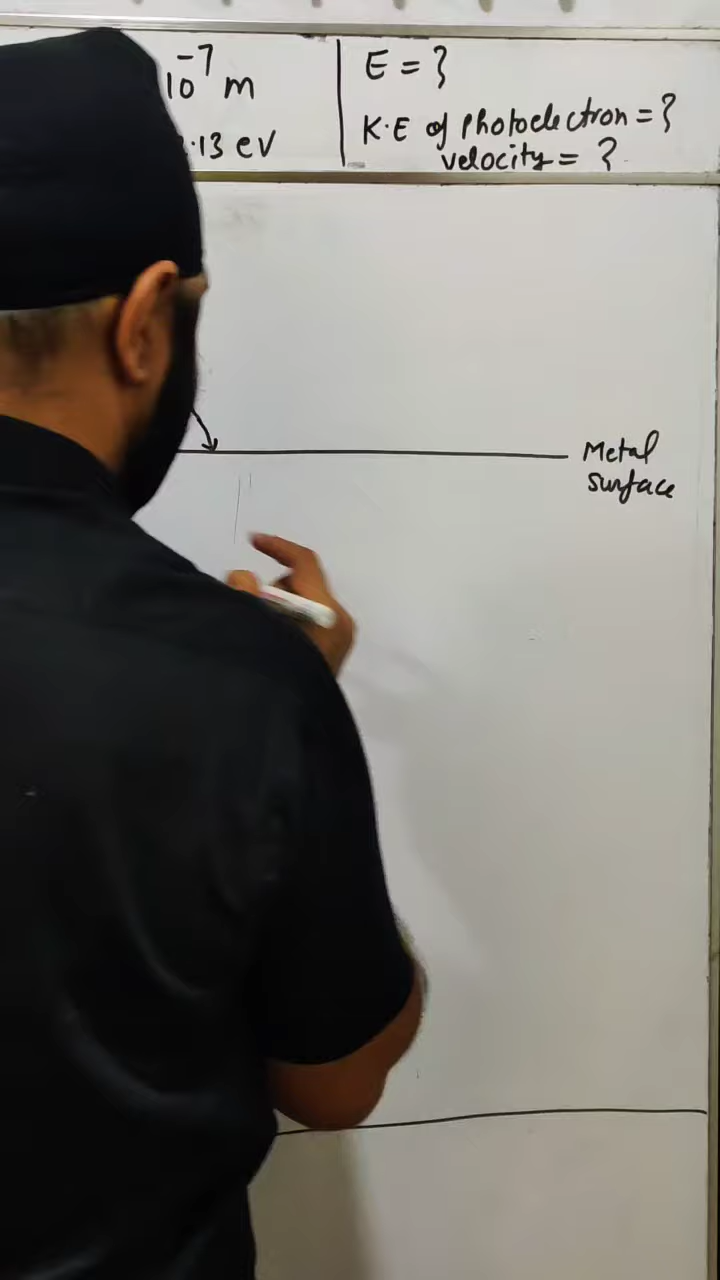 10⁻⁷ m
.13 eV
E = ?
K.E of Photoelectron = ?
velocity = ?
Metal
surface